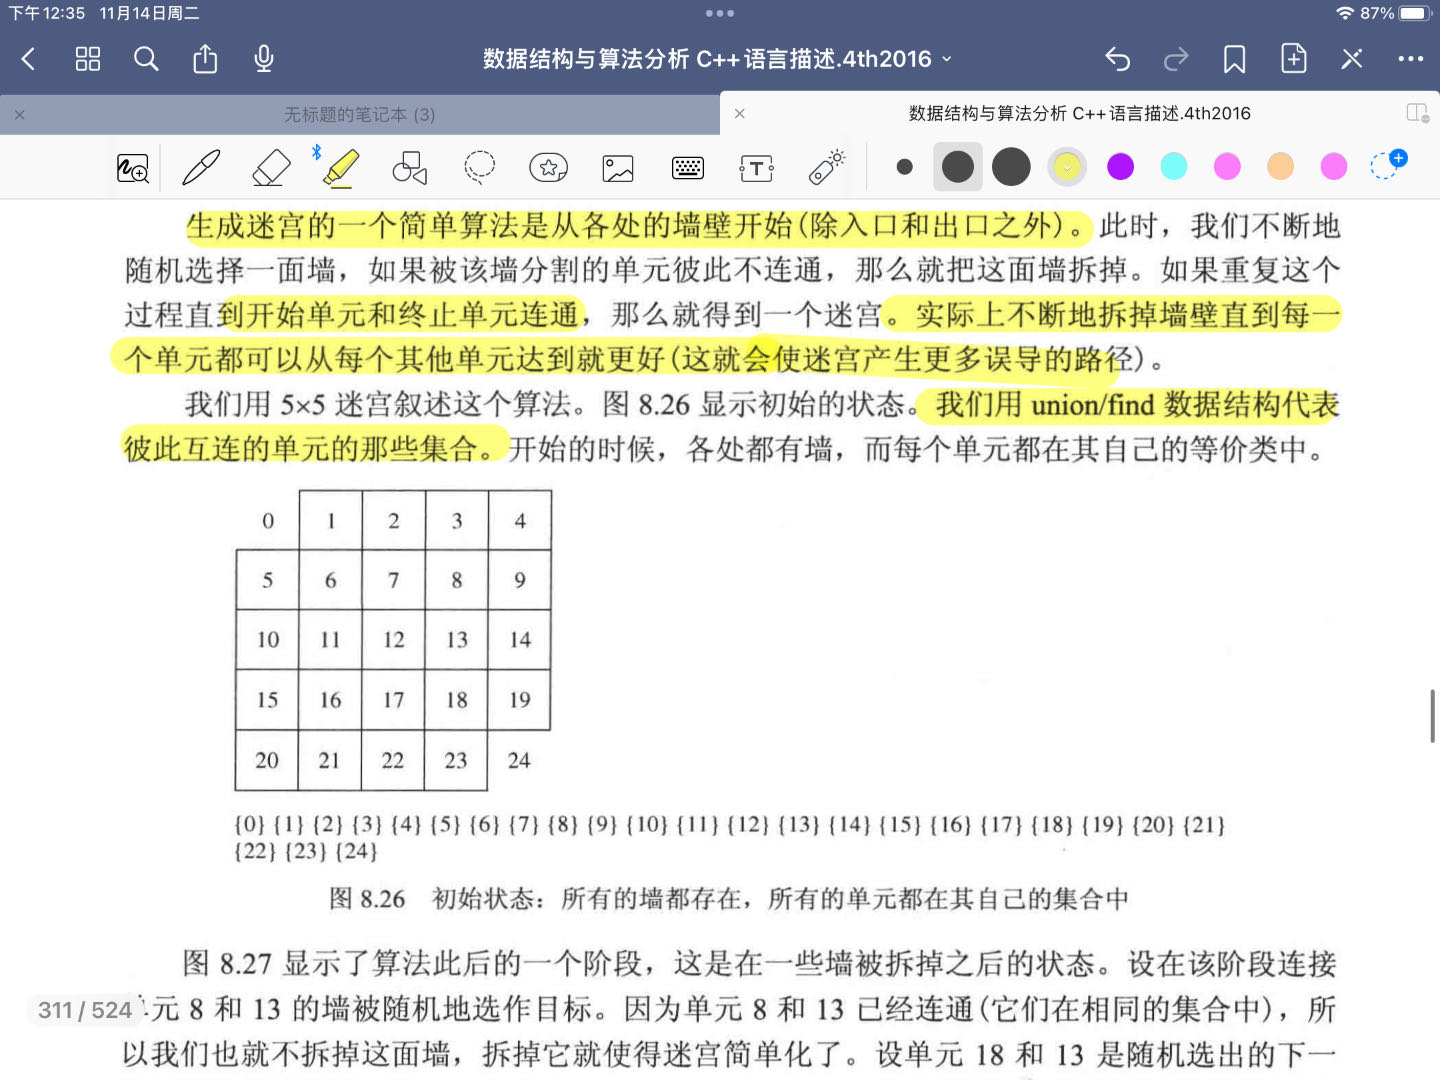 下午12:35 11月14日周二
87%
数据结构与算法分析 C++语言描述.4th2016
无标题的笔记本 (3)
数据结构与算法分析 C++语言描述.4th2016
生成迷宫的一个简单算法是从各处的墙壁开始(除入口和出口之外)。此时，我们不断地
随机选择一面墙，如果被该墙分割的单元彼此不连通，那么就把这面墙拆掉。如果重复这个
过程直到开始单元和终止单元连通，那么就得到一个迷宫。实际上不断地拆掉墙壁直到每一
个单元都可以从每个其他单元达到就更好(这就会使迷宫产生更多误导的路径)。
我们用 5×5 迷宫叙述这个算法。图 8.26 显示初始的状态。我们用 union/find 数据结构代表
彼此互连的单元的那些集合。开始的时候，各处都有墙，而每个单元都在其自己的等价类中。
0 1 2 3 4
5 6 7 8 9
10 11 12 13 14
15 16 17 18 19
20 21 22 23 24
{0} {1} {2} {3} {4} {5} {6} {7} {8} {9} {10} {11} {12} {13} {14} {15} {16} {17} {18} {19} {20} {21}
{22} {23} {24}
图 8.26 初始状态：所有的墙都存在，所有的单元都在其自己的集合中
图 8.27 显示了算法此后的一个阶段，这是在一些墙被拆掉之后的状态。设在该阶段连接
元 8 和 13 的墙被随机地选作目标。因为单元 8 和 13 已经连通(它们在相同的集合中)，所
以我们也就不拆掉这面墙，拆掉它就使得迷宫简单化了。设单元 18 和 13 是随机选出的下一
311 / 524